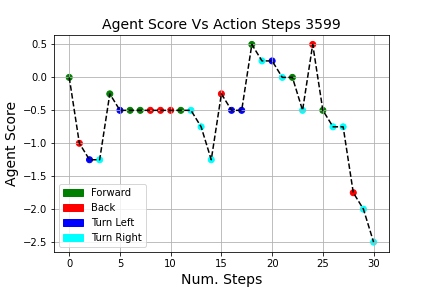 Agent Score Vs Action Steps 3599
0.5
0.0
−0.5
−1.0
−1.5
−2.0
−2.5
Agent Score
Forward
Back
Turn Left
Turn Right
0 5 10 15 20 25 30
Num. Steps